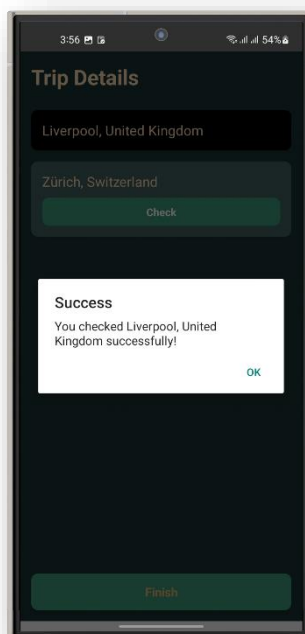 3:56 54%
Trip Details
Liverpool, United Kingdom
Zürich, Switzerland
Check
Success
You checked Liverpool, United
Kingdom successfully!
OK
Finish